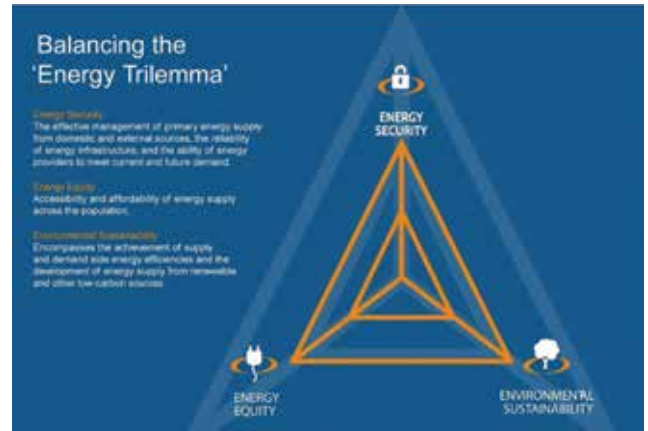 Balancing the
'Energy Trilemma'
Energy Security
The effective management of primary energy supply
from domestic and external sources, the reliability
of energy infrastructure, and the ability of energy
providers to meet current and future demand.
Energy Equity
Accessibility and affordability of energy supply
across the population.
Environmental Sustainability
Encompasses the achievement of supply
and demand side energy efficiencies and the
development of energy supply from renewable
and other low-carbon sources
ENERGY
SECURITY
ENERGY
EQUITY
ENVIRONMENTAL
SUSTAINABILITY